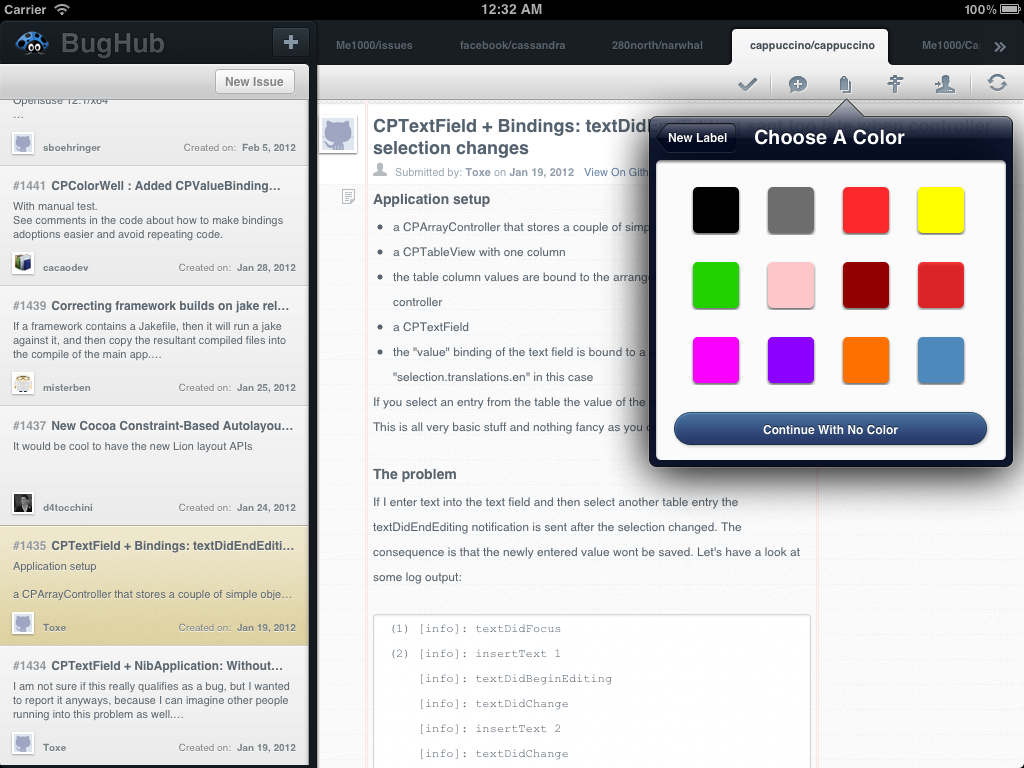 Carrier
12:32 AM
100%
BugHub
+
New Issue
Opensuse 12.1/x64
…
sboehringer Created on: Feb 5, 2012
#1441 CPColorWell : Added CPValueBinding…
With manual test.
See comments in the code about how to make bindings
adoptions easier and avoid repeating code.
cacaodev Created on: Jan 28, 2012
#1439 Correcting framework builds on jake rel…
If a framework contains a Jakefile, then it will run a jake
against it, and then copy the resultant compiled files into
the compile of the main app.…
misterben Created on: Jan 25, 2012
#1437 New Cocoa Constraint-Based Autolayou…
It would be cool to have the new Lion layout APIs
d4tocchini Created on: Jan 24, 2012
#1435 CPTextField + Bindings: textDidEndEditi…
Application setup
a CPArrayController that stores a couple of simple obje…
Toxe Created on: Jan 19, 2012
#1434 CPTextField + NibApplication: Without…
I am not sure if this really qualifies as a bug, but I wanted
to report it anyways, because I can imagine other people
running into this problem as well.…
Toxe Created on: Jan 19, 2012
Me1000/issues facebook/cassandra 280north/narwhal cappuccino/cappuccino Me1000/Ca »
CPTextField + Bindings: textDidEndEditing sent too late when controller
selection changes
Submitted by: Toxe on Jan 19, 2012 View On Gith
Application setup
• a CPArrayController that stores a couple of simp
• a CPTableView with one column
• the table column values are bound to the arrang
controller
• a CPTextField
• the "value" binding of the text field is bound to a
"selection.translations.en" in this case
If you select an entry from the table the value of the
This is all very basic stuff and nothing fancy as you c
The problem
If I enter text into the text field and then select another table entry the
textDidEndEditing notification is sent after the selection changed. The
consequence is that the newly entered value wont be saved. Let's have a look at
some log output:
(1) [info]: textDidFocus
(2) [info]: insertText 1
[info]: textDidBeginEditing
[info]: textDidChange
[info]: insertText 2
[info]: textDidChange
New Label
Choose A Color
Continue With No Color